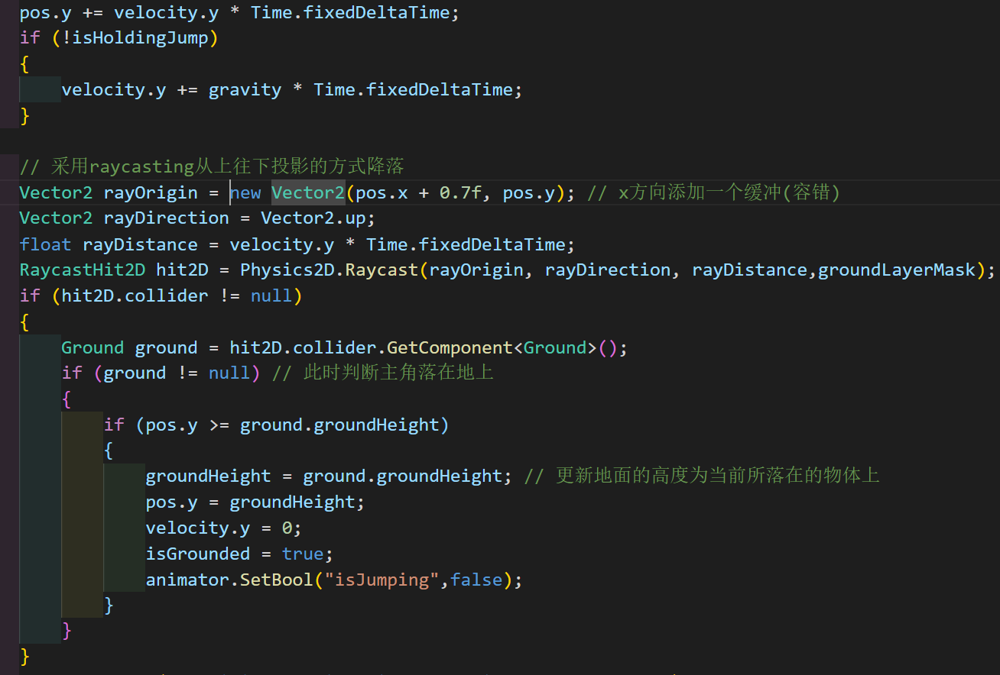 pos.y += velocity.y * Time.fixedDeltaTime;
if (!isHoldingJump)
{
velocity.y += gravity * Time.fixedDeltaTime;
}
// 采用raycasting从上往下投影的方式降落
Vector2 rayOrigin = new Vector2(pos.x + 0.7f, pos.y); // x方向添加一个缓冲(容错)
Vector2 rayDirection = Vector2.up;
float rayDistance = velocity.y * Time.fixedDeltaTime;
RaycastHit2D hit2D = Physics2D.Raycast(rayOrigin, rayDirection, rayDistance,groundLayerMask);
if (hit2D.collider != null)
{
Ground ground = hit2D.collider.GetComponent<Ground>();
if (ground != null) // 此时判断主角落在地上
{
if (pos.y >= ground.groundHeight)
{
groundHeight = ground.groundHeight; // 更新地面的高度为当前所落在的物体上
pos.y = groundHeight;
velocity.y = 0;
isGrounded = true;
animator.SetBool("isJumping",false);
}
}
}